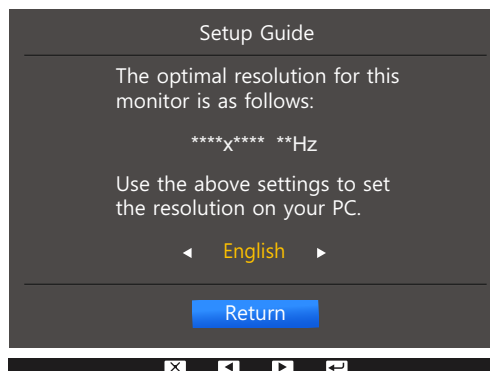 Setup Guide
The optimal resolution for this
monitor is as follows:
****x**** **Hz
Use the above settings to set
the resolution on your PC.
English
Return